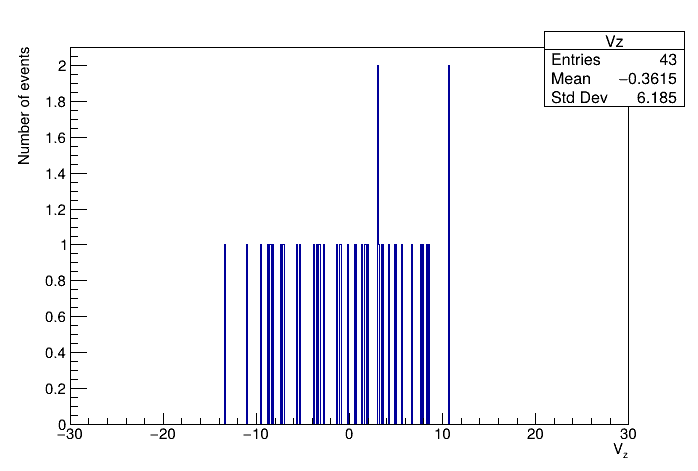 Vz
Entries 43
Mean −0.3615
Std Dev 6.185
Number of events
2
1.8
1.6
1.4
1.2
1
0.8
0.6
0.4
0.2
0
−30 −20 −10 0 10 20 30
Vz